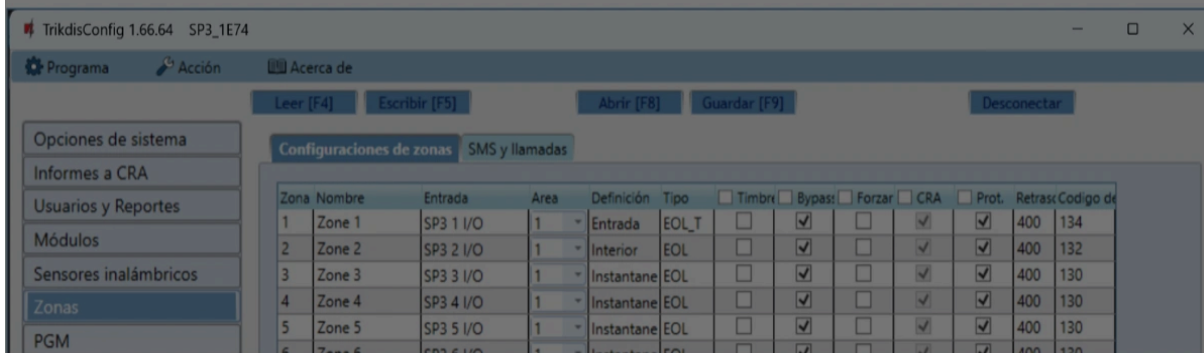 TrikdisConfig 1.66.64 SP3_1E74
Programa Acción Acerca de
Leer [F4] Escribir [F5] Abrir [F8] Guardar [F9] Desconectar
Opciones de sistema
Configuraciones de zonas SMS y llamadas
Informes a CRA
Zona Nombre Entrada Area Definición Tipo Timbre Bypass Forzar CRA Prot. Retraso Codigo de
Usuarios y Reportes
1 Zone 1 SP3 1 I/O 1 Entrada EOL_T 400 134
Módulos
2 Zone 2 SP3 2 I/O 1 Interior EOL 400 132
Sensores inalámbricos
3 Zone 3 SP3 3 I/O 1 Instantane EOL 400 130
Zonas
4 Zone 4 SP3 4 I/O 1 Instantane EOL 400 130
PGM
5 Zone 5 SP3 5 I/O 1 Instantane EOL 400 130